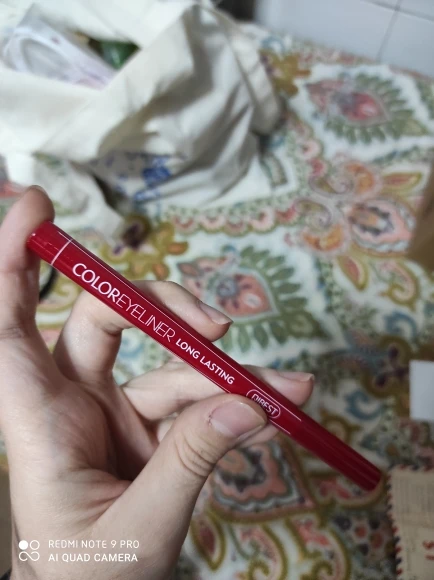 COLOREYELINER LONG LASTING
REDMI NOTE 9 PRO
AI QUAD CAMERA